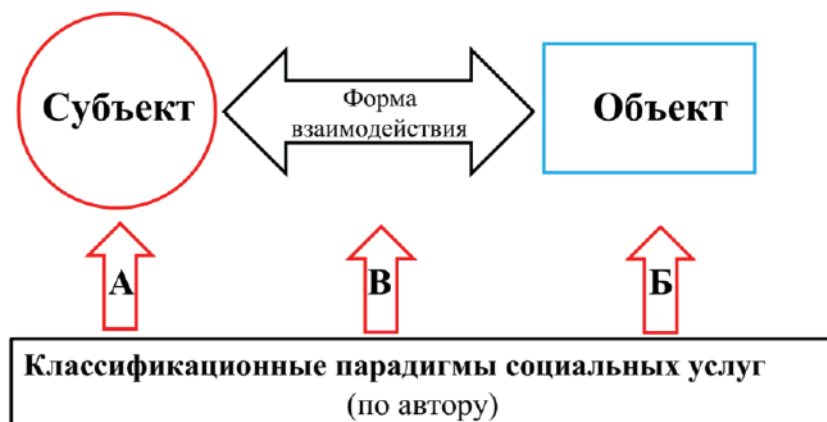 Субъект
Форма
взаимодействия
Объект
А
В
Б
Классификационные парадигмы социальных услуг
(по автору)